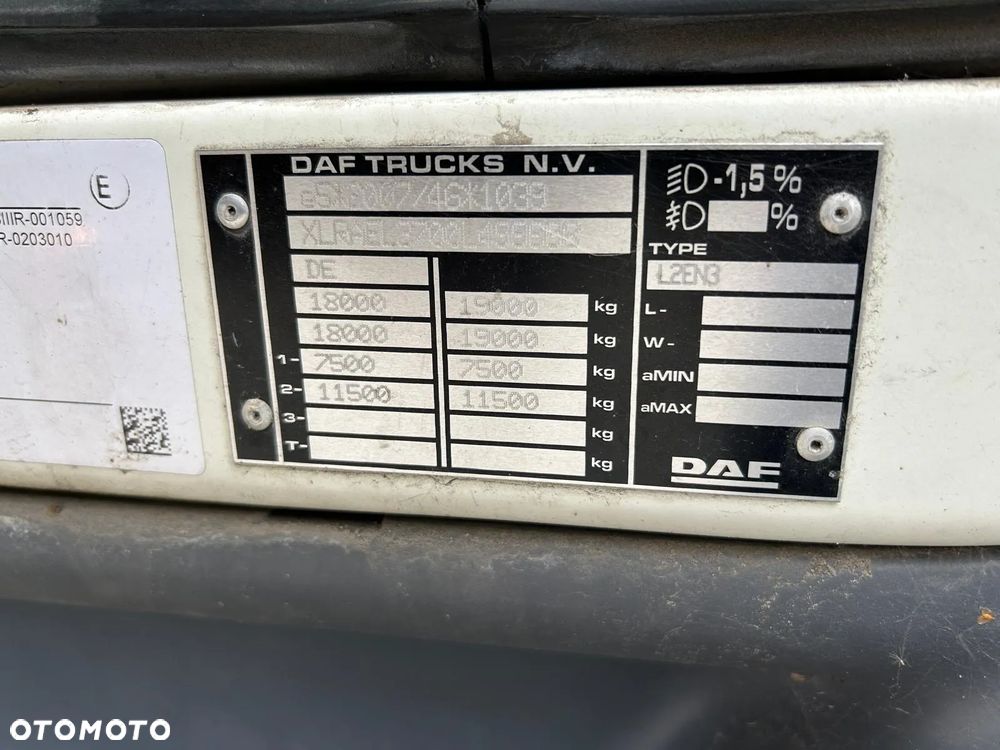 E
IIIR-001059
R-0203010
DAF TRUCKS N.V.
-1,5%
%
DE
TYPE
L2EN3
18000 19000 kg
L-
18000 19000 kg
W-
1- 7500 7500 kg
aMIN
2- 11500 11500 kg
aMAX
3- kg
T- kg
DAF
OTOMOTO